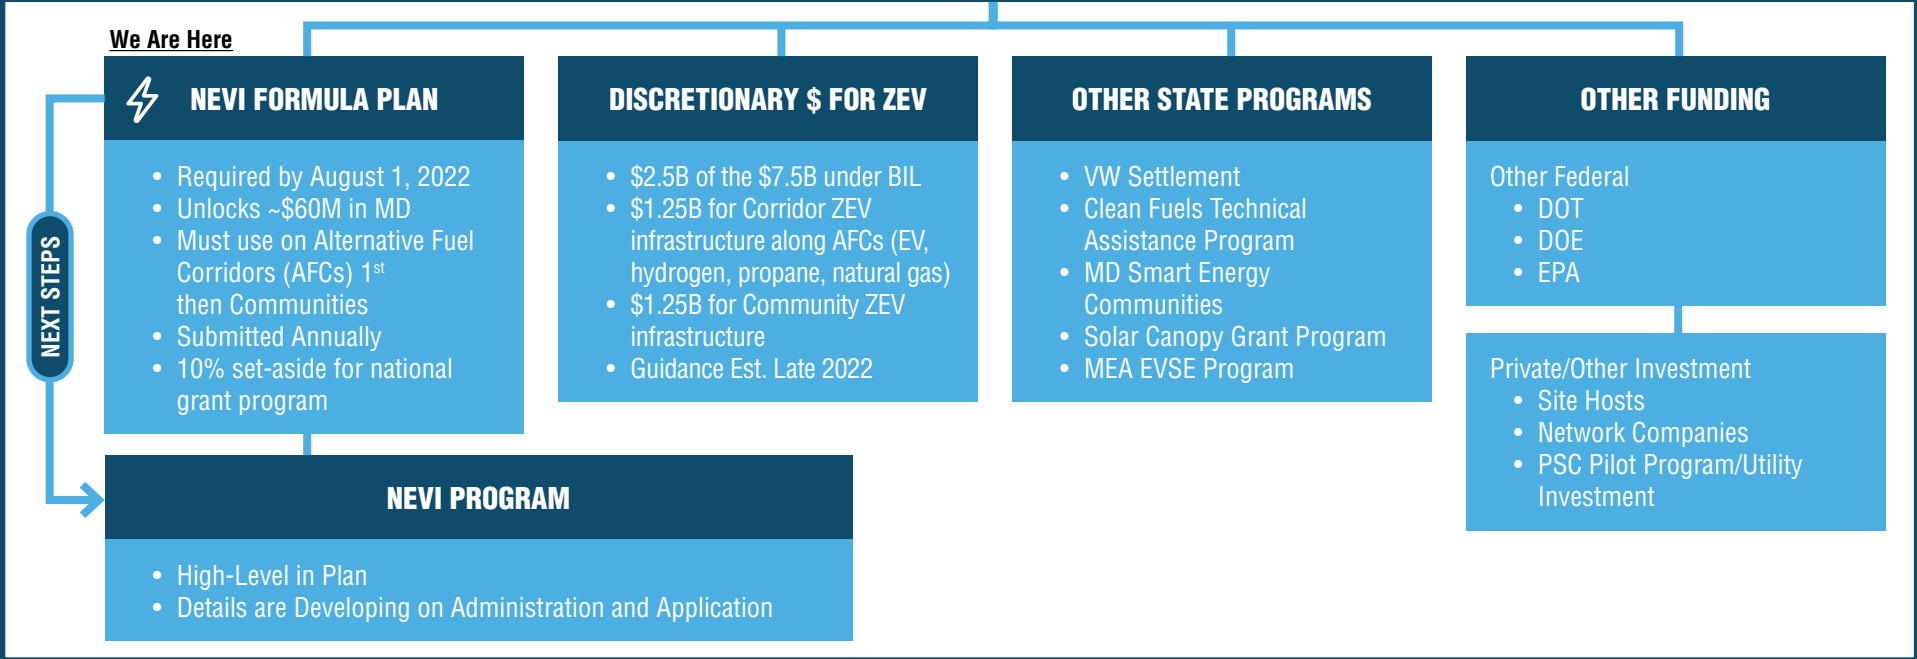 We Are Here
NEVI FORMULA PLAN
• Required by August 1, 2022
• Unlocks ~$60M in MD
• Must use on Alternative Fuel
Corridors (AFCs) 1st
then Communities
• Submitted Annually
• 10% set-aside for national
grant program
DISCRETIONARY $ FOR ZEV
• $2.5B of the $7.5B under BIL
• $1.25B for Corridor ZEV
infrastructure along AFCs (EV,
hydrogen, propane, natural gas)
• $1.25B for Community ZEV
infrastructure
• Guidance Est. Late 2022
OTHER STATE PROGRAMS
• VW Settlement
• Clean Fuels Technical
Assistance Program
• MD Smart Energy
Communities
• Solar Canopy Grant Program
• MEA EVSE Program
OTHER FUNDING
Other Federal
• DOT
• DOE
• EPA
Private/Other Investment
• Site Hosts
• Network Companies
• PSC Pilot Program/Utility
Investment
NEXT STEPS
NEVI PROGRAM
• High-Level in Plan
• Details are Developing on Administration and Application